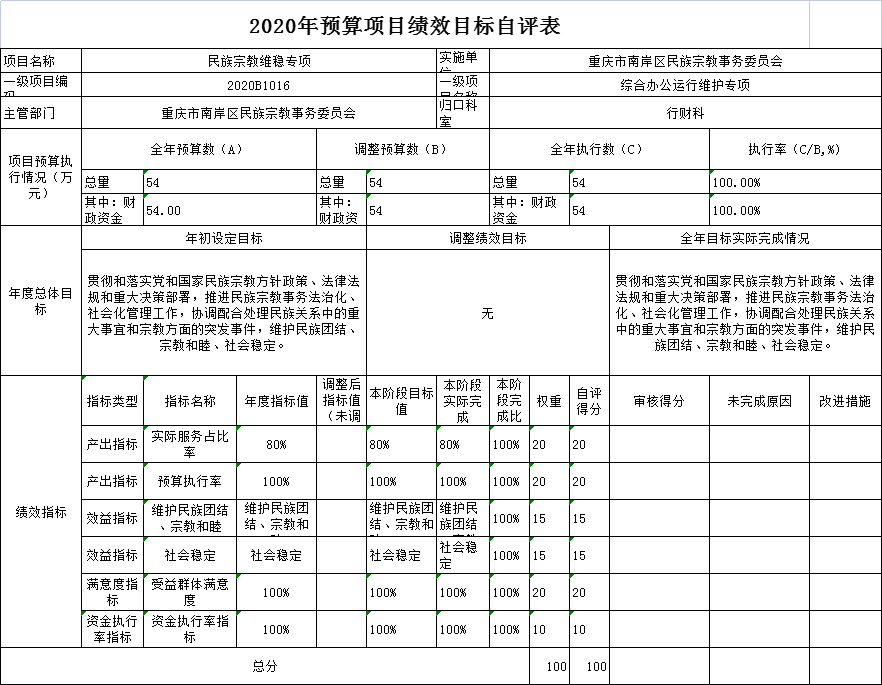 2020年预算项目绩效目标自评表
项目名称
民族宗教维稳专项
实施单
重庆市南岸区民族宗教事务委员会
一级项目编
2020B1016
一级项
综合办公运行维护专项
主管部门
重庆市南岸区民族宗教事务委员会
归口科
室
行财科
项目预算执
行情况（万
元）
全年预算数（A）
调整预算数（B）
全年执行数（C）
执行率（C/B,%）
总量
54
总量
54
总量
54
100.00%
其中：财
政资金
54.00
其中：
财政资
54
其中：财政
资金
54
100.00%
年度总体目
标
年初设定目标
调整绩效目标
全年目标实际完成情况
贯彻和落实党和国家民族宗教方针政策、法律
法规和重大决策部署，推进民族宗教事务法治化、
社会化管理工作，协调配合处理民族关系中的重
大事宜和宗教方面的突发事件，维护民族团结、
宗教和睦、社会稳定。
无
贯彻和落实党和国家民族宗教方针政策、法律
法规和重大决策部署，推进民族宗教事务法治
化、社会化管理工作，协调配合处理民族关系
中的重大事宜和宗教方面的突发事件，维护民
族团结、宗教和睦、社会稳定。
绩效指标
指标类型
指标名称
年度指标值
调整后
指标值
（未调
本阶段目标
值
本阶段
实际完
成
本阶
段完
成比
权重
自评
得分
审核得分
未完成原因
改进措施
产出指标
实际服务占比
率
80%
80%
80%
100%
20
20
产出指标
预算执行率
100%
100%
100%
100%
20
20
效益指标
维护民族团结
、宗教和睦
维护民族团
结、宗教和
维护民族团
结、宗教和
维护民
族团结
100%
15
15
效益指标
社会稳定
社会稳定
社会稳定
社会稳
定
100%
15
15
满意度指
标
受益群体满意
度
100%
100%
100%
100%
20
20
资金执行
率指标
资金执行率指
标
100%
100%
100%
100%
10
10
总分
100
100